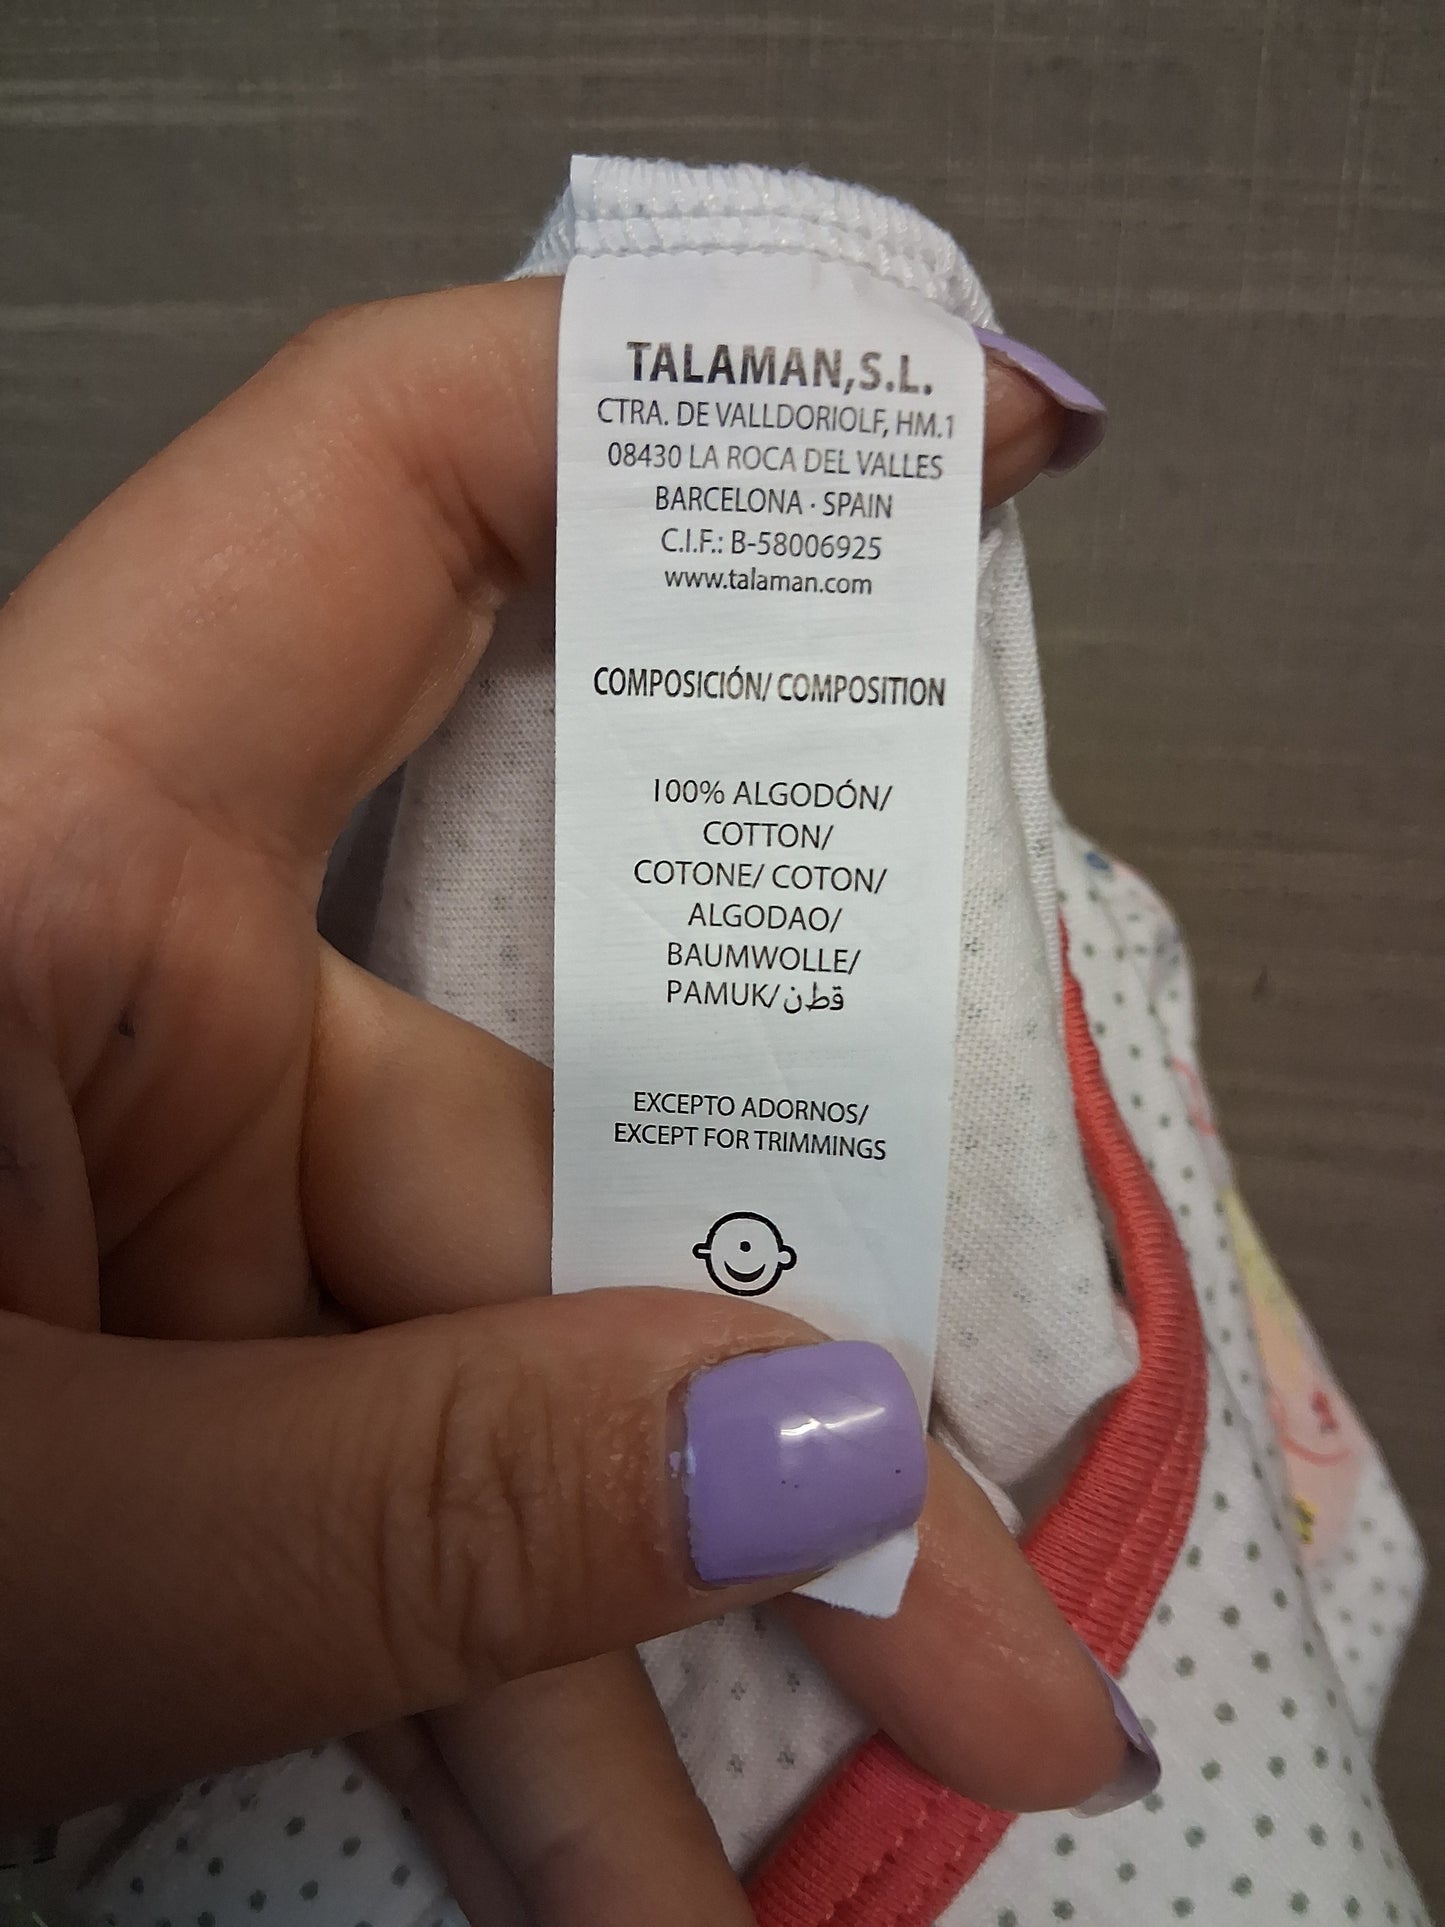 TALAMAN,S.L.
CTRA. DE VALLDORIOLF, HM.1
08430 LA ROCA DEL VALLES
BARCELONA · SPAIN
C.I.F.: B-58006925
www.talaman.com
COMPOSICIÓN/ COMPOSITION
100% ALGODÓN/
COTTON/
COTONE/ COTON/
ALGODAO/
BAUMWOLLE/
PAMUK/ قطن
EXCEPTO ADORNOS/
EXCEPT FOR TRIMMINGS